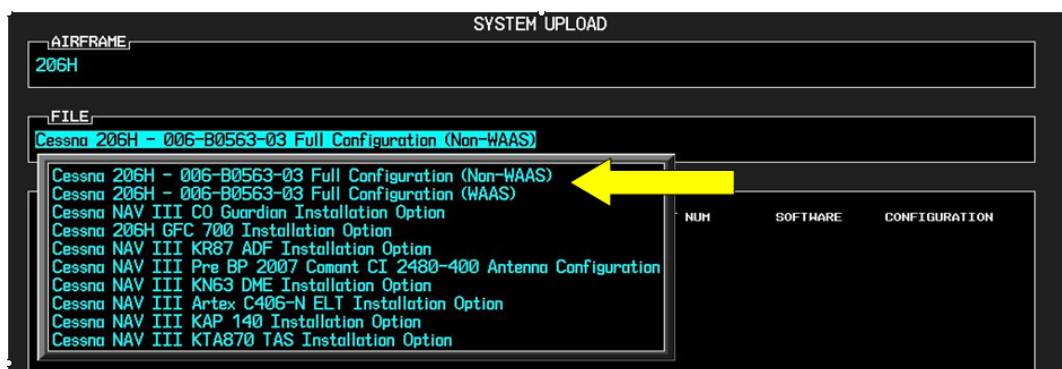 SYSTEM UPLOAD
AIRFRAME
206H
FILE
Cessna 206H - 006-B0563-03 Full Configuration (Non-WAAS)
Cessna 206H - 006-B0563-03 Full Configuration (Non-WAAS)
Cessna 206H - 006-B0563-03 Full Configuration (WAAS)
Cessna NAV III CO Guardian Installation Option
Cessna 206H GFC 700 Installation Option
Cessna NAV III KR87 ADF Installation Option
Cessna NAV III Pre BP 2007 Comant CI 2480-400 Antenna Configuration
Cessna NAV III KN63 DME Installation Option
Cessna NAV III Artex C406-N ELT Installation Option
Cessna NAV III KAP 140 Installation Option
Cessna NAV III KTA870 TAS Installation Option
NUM SOFTWARE CONFIGURATION